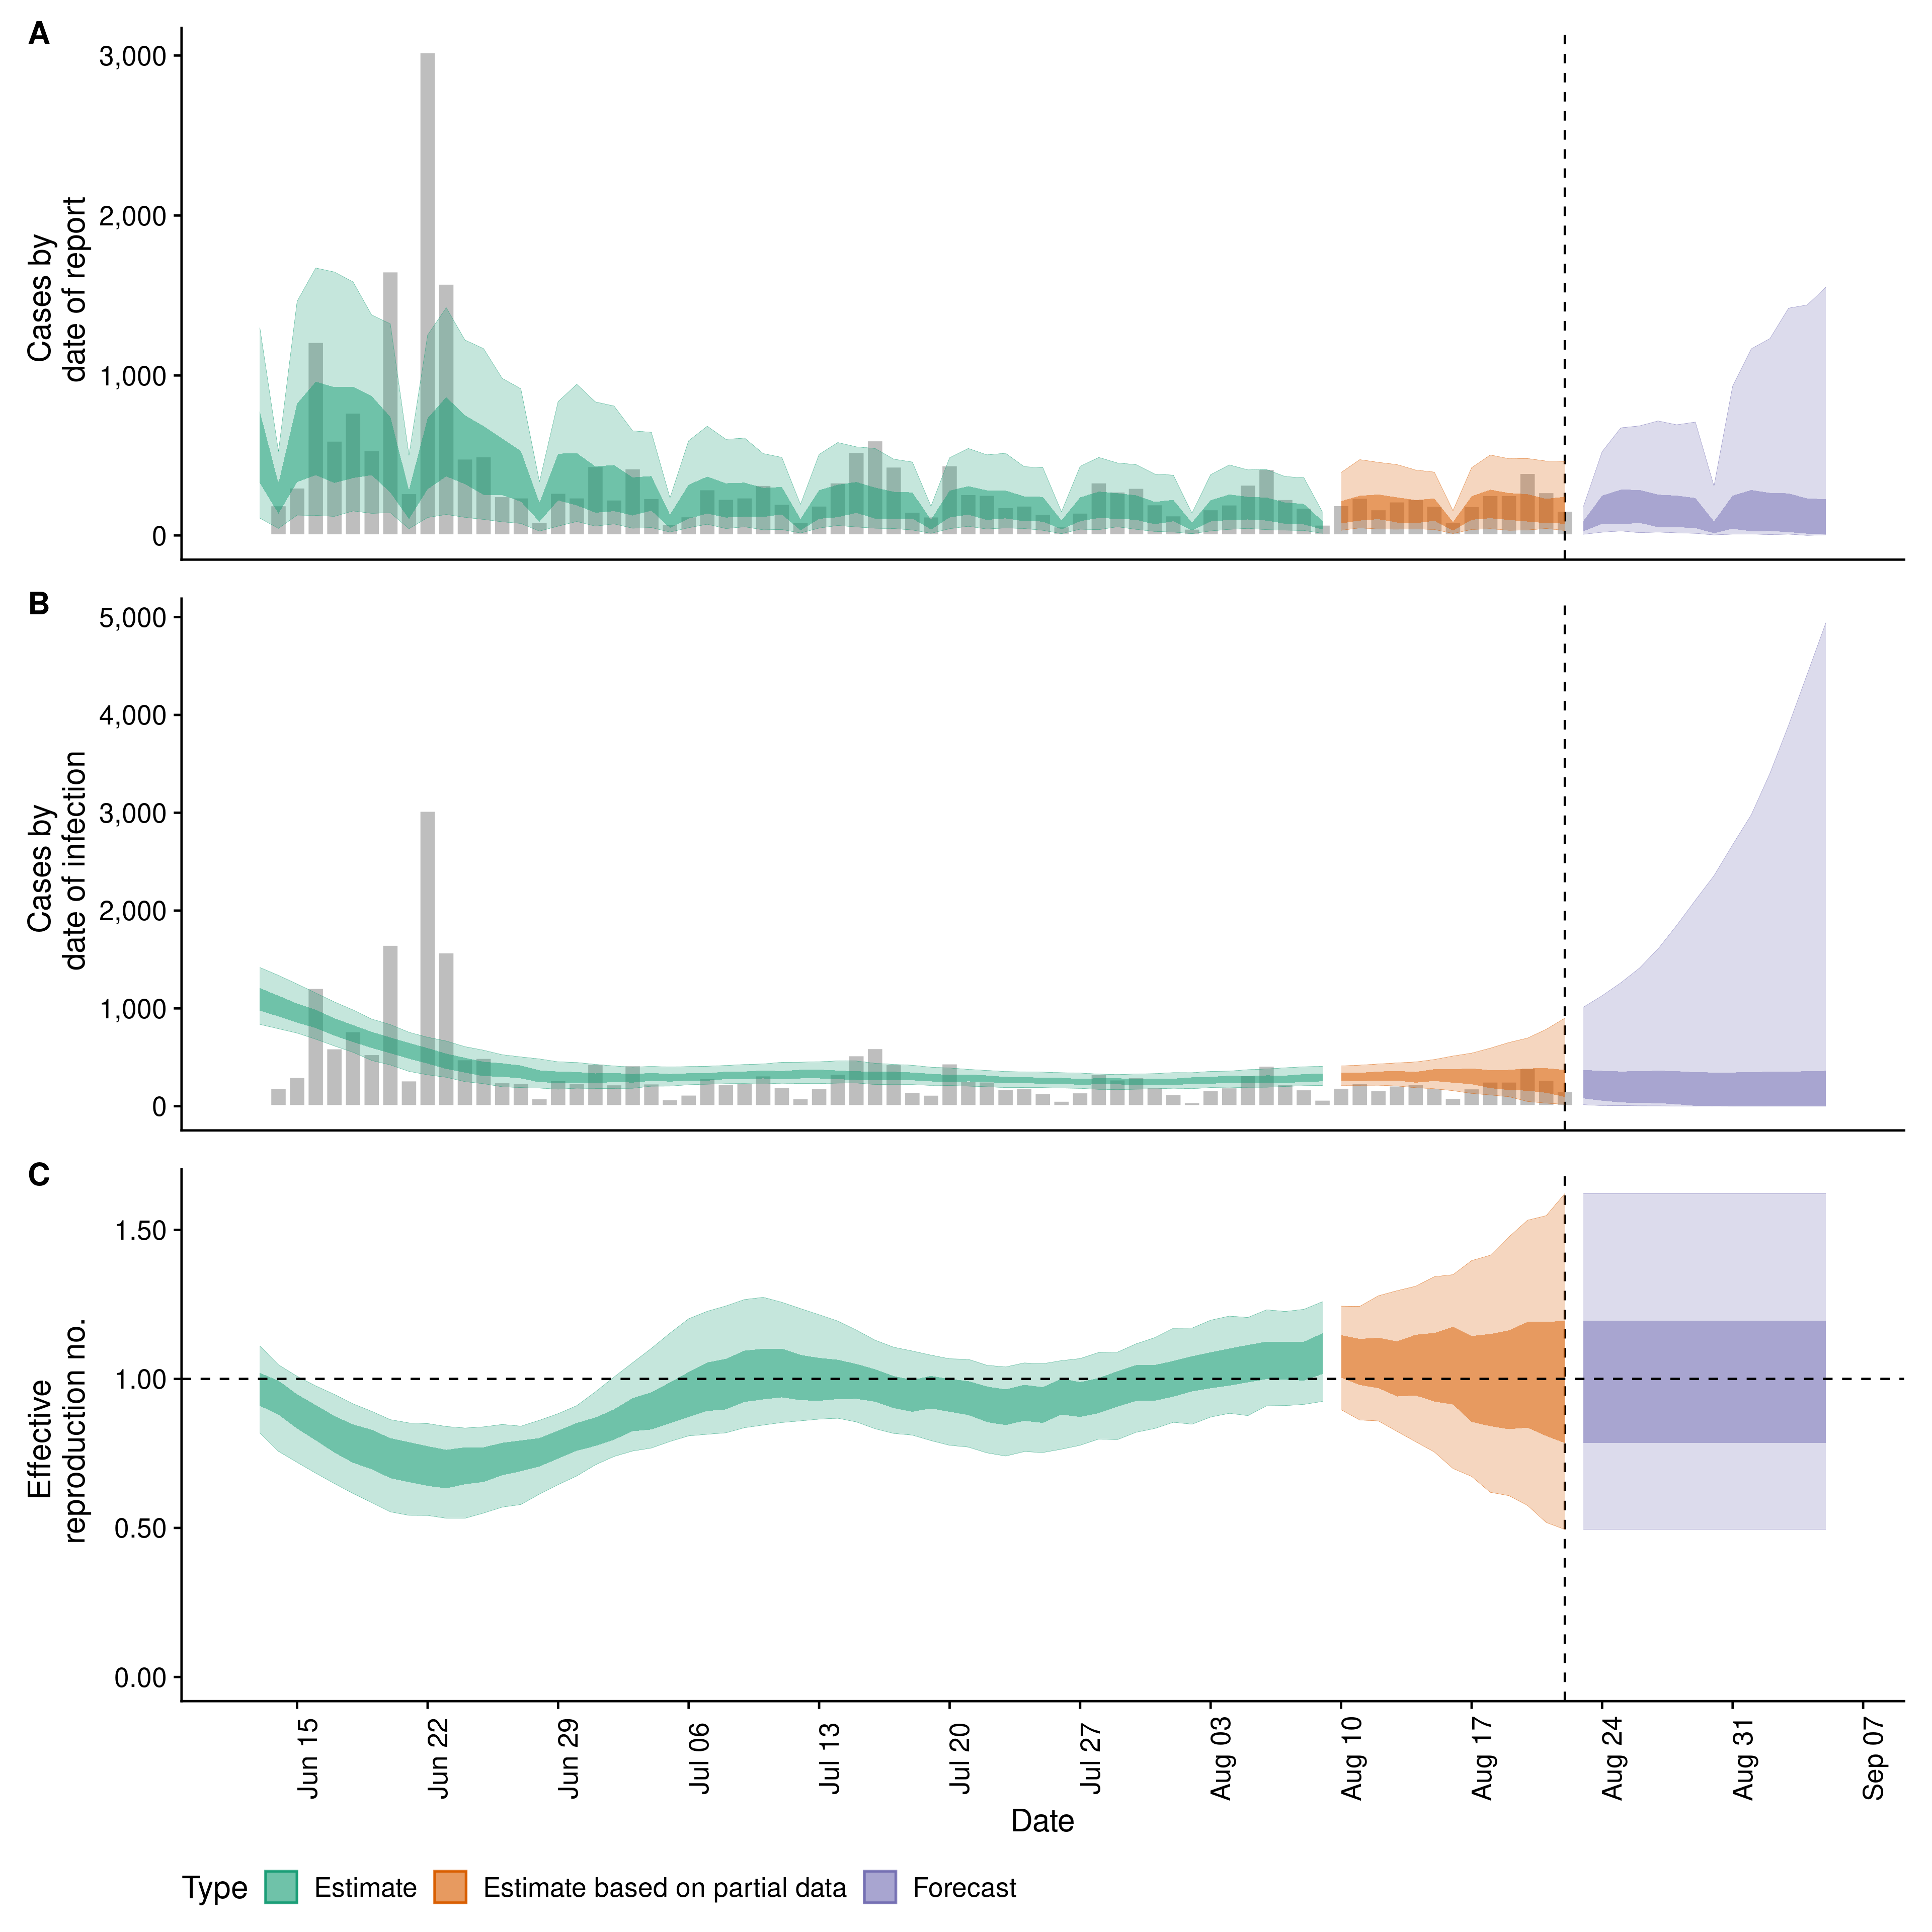 A
3,000
2,000
1,000
0
Cases by
date of report
B
5,000
4,000
3,000
2,000
1,000
0
Cases by
date of infection
C
1.50
1.00
0.50
0.00
Effective
reproduction no.
Jun 15
Jun 22
Jun 29
Jul 06
Jul 13
Jul 20
Jul 27
Aug 03
Aug 10
Aug 17
Aug 24
Aug 31
Sep 07
Date
Type Estimate Estimate based on partial data Forecast